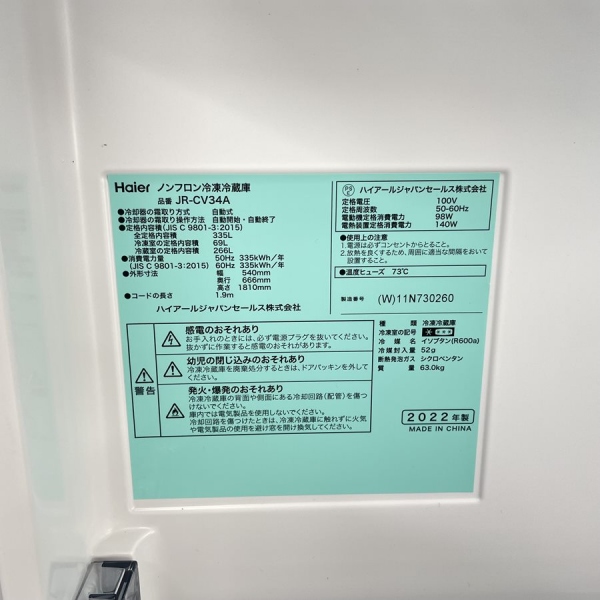 Haier ノンフロン冷凍冷蔵庫
品番 JR-CV34A
●冷却器の霜取り方式 自動式
●冷却器の霜取り操作方法 自動開始・自動終了
●定格内容積(JIS C 9801-3:2015)
全定格内容積 335L
冷凍室の定格内容積 69L
冷蔵室の定格内容積 266L
●消費電力量 50Hz 335kWh/年
(JIS C 9801-3:2015) 60Hz 335kWh/年
●外形寸法 幅 540mm
奥行 666mm
高さ 1810mm
●コードの長さ 1.9m
ハイアールジャパンセールス株式会社
警告
感電のおそれあり
お手入れのときには、必ず電源プラグを抜いてください。
抜かずに作業すると感電することがあります。
幼児の閉じ込めのおそれあり
冷凍冷蔵庫を廃棄処分するときは、ドアパッキンを外してください。
発火・爆発のおそれあり
冷凍冷蔵庫の背面や側面にある冷却回路(配管)を傷つけないでください。
庫内では電気製品を使用しないでください。
冷却回路を傷つけたときは、冷凍冷蔵庫に触れずに火気や電気製品の使用を避け窓を開け換気してください。
PSE ハイアールジャパンセールス株式会社
定格電圧 100V
定格周波数 50-60Hz
電動機定格消費電力 98W
電熱装置定格消費電力 140W
●使用上の注意
1.電源は必ずコンセントからとること。
2.放熱を良くするため、周囲に適当な間隔をおいて据え付けること。
●温度ヒューズ 73℃
製造番号 (W)11N730260
種類 冷凍冷蔵庫
冷凍室の記号
冷媒 イソブタン(R600a)
冷媒封入量 52g
断熱発泡ガス シクロペンタン
質量 63.0kg
2022年製
MADE IN CHINA